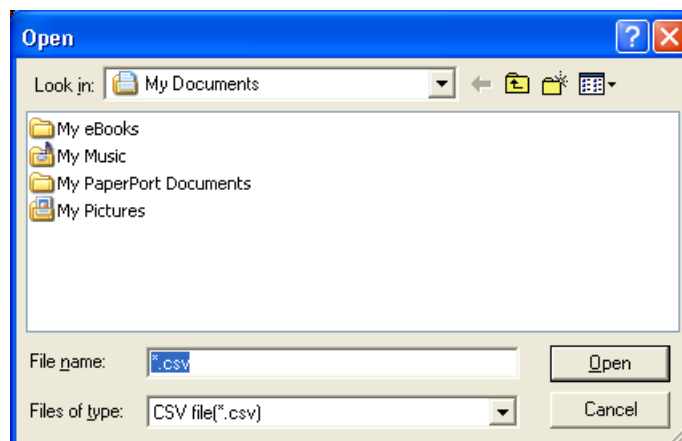 Open
Look in: My Documents
My eBooks
My Music
My PaperPort Documents
My Pictures
File name: *.csv Open
Files of type: CSV file(*.csv) Cancel